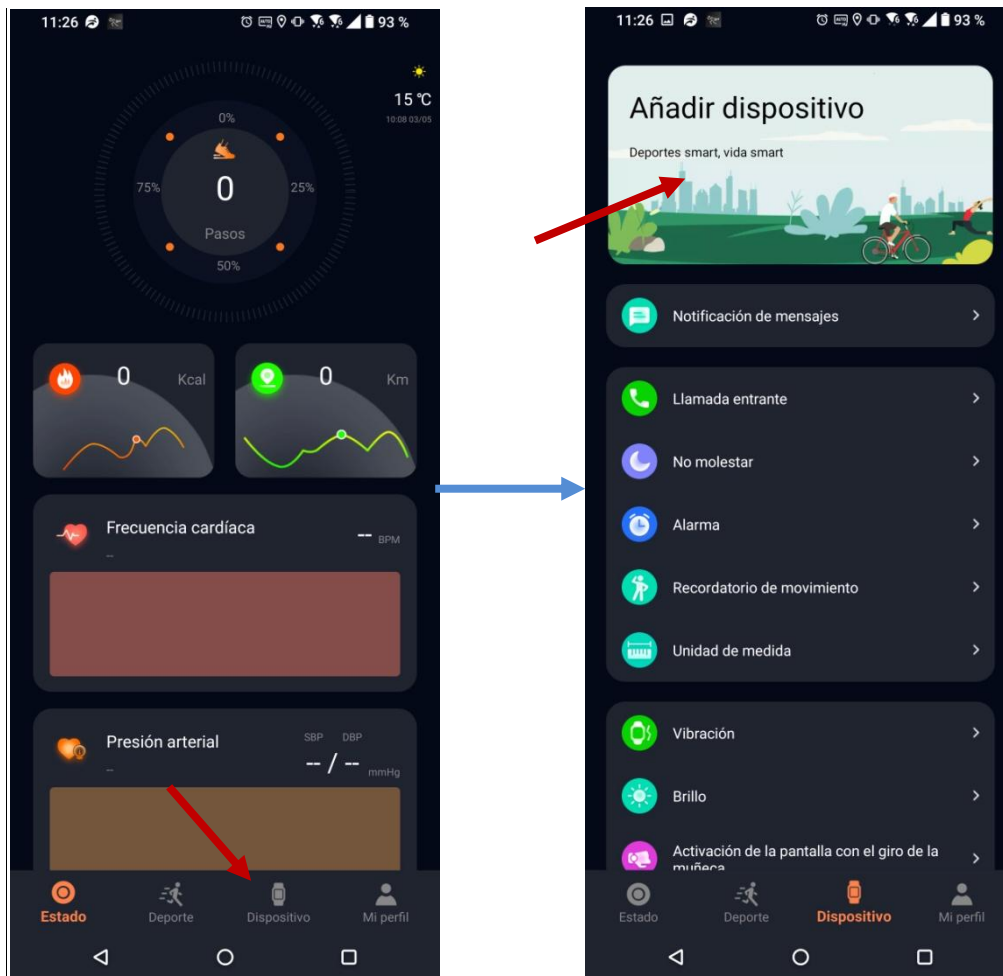 11:26
93 %
15 °C
10:08 03/05
0%
75%
0
25%
Pasos
50%
0 Kcal
0 Km
Frecuencia cardíaca
--
-- BPM
Presión arterial
--
SBP DBP
-- / -- mmHg
Estado
Deporte
Dispositivo
Mi perfil
11:26
93 %
Añadir dispositivo
Deportes smart, vida smart
Notificación de mensajes
Llamada entrante
No molestar
Alarma
Recordatorio de movimiento
Unidad de medida
Vibración
Brillo
Activación de la pantalla con el giro de la
muñeca
Estado
Deporte
Dispositivo
Mi perfil